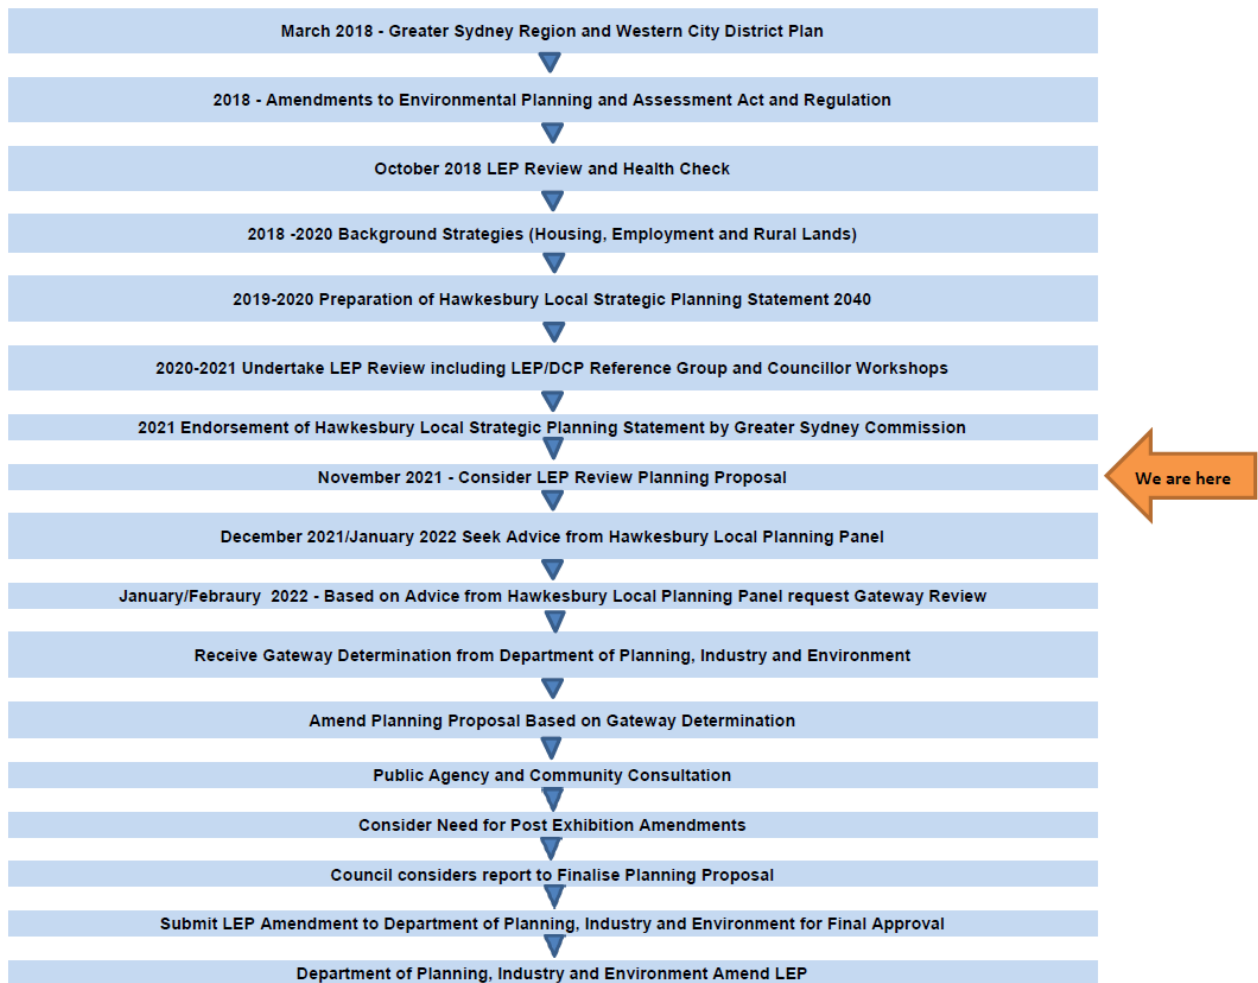 March 2018 - Greater Sydney Region and Western City District Plan
2018 - Amendments to Environmental Planning and Assessment Act and Regulation
October 2018 LEP Review and Health Check
2018 -2020 Background Strategies (Housing, Employment and Rural Lands)
2019-2020 Preparation of Hawkesbury Local Strategic Planning Statement 2040
2020-2021 Undertake LEP Review including LEP/DCP Reference Group and Councillor Workshops
2021 Endorsement of Hawkesbury Local Strategic Planning Statement by Greater Sydney Commission
November 2021 - Consider LEP Review Planning Proposal
We are here
December 2021/January 2022 Seek Advice from Hawkesbury Local Planning Panel
January/Febraury 2022 - Based on Advice from Hawkesbury Local Planning Panel request Gateway Review
Receive Gateway Determination from Department of Planning, Industry and Environment
Amend Planning Proposal Based on Gateway Determination
Public Agency and Community Consultation
Consider Need for Post Exhibition Amendments
Council considers report to Finalise Planning Proposal
Submit LEP Amendment to Department of Planning, Industry and Environment for Final Approval
Department of Planning, Industry and Environment Amend LEP